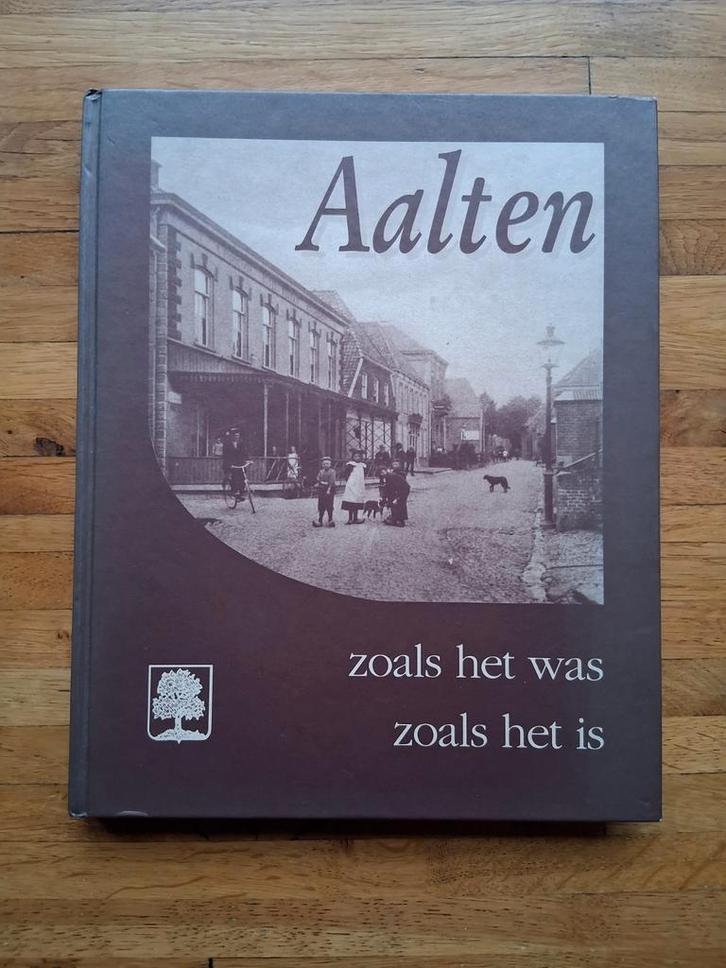 Aalten
zoals het was
zoals het is